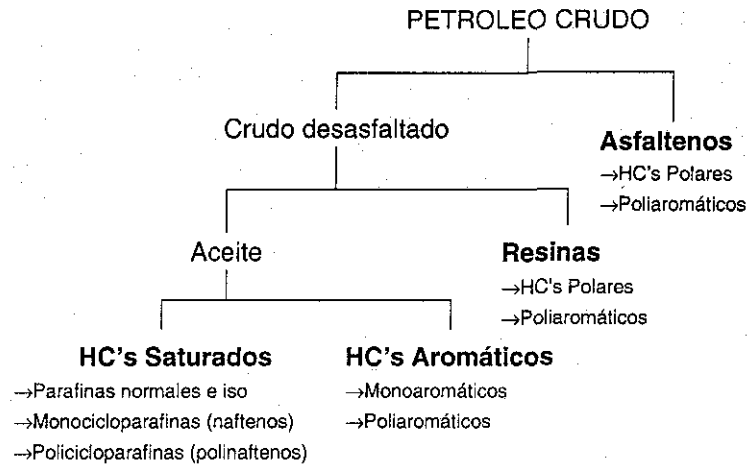 PETROLEO CRUDO
Crudo desasfaltado
Asfaltenos
→HC's Polares
→Poliaromáticos
Aceite
Resinas
→HC's Polares
→Poliaromáticos
HC's Saturados
→Parafinas normales e iso
→Monocicloparafinas (naftenos)
→Policicloparafinas (polinaftenos)
HC's Aromáticos
→Monoaromáticos
→Poliaromáticos